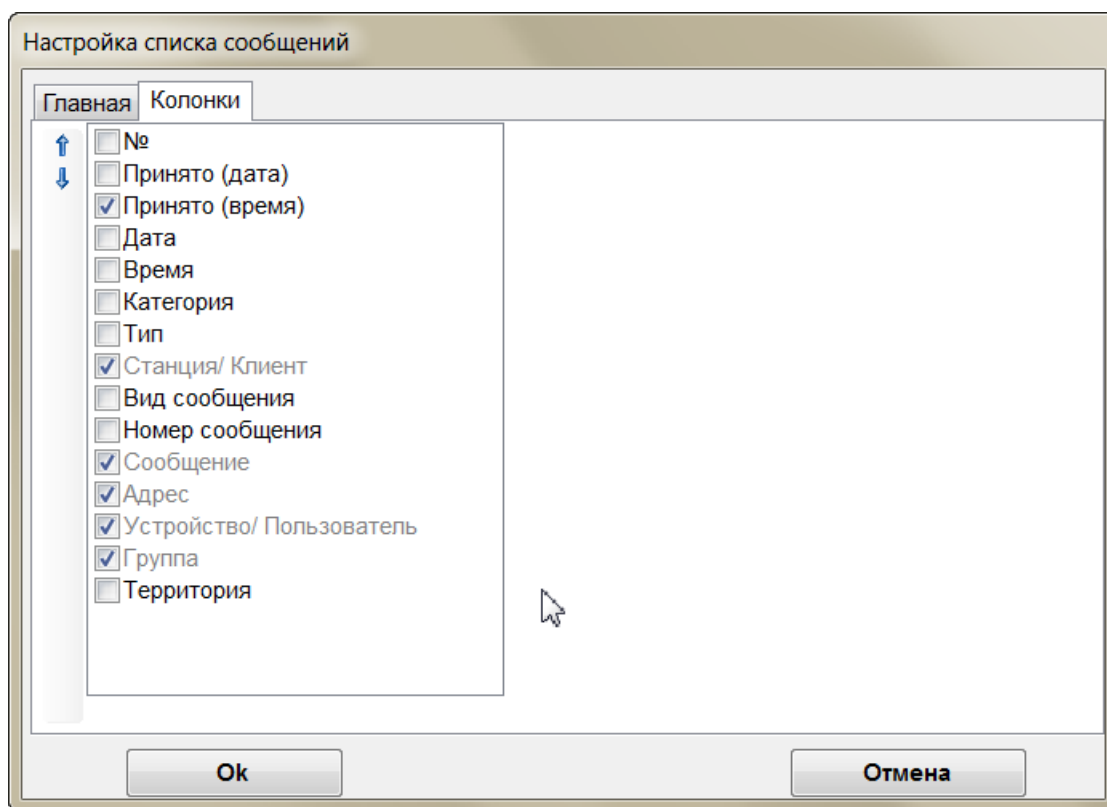 Настройка списка сообщений
Главная Колонки
№
Принято (дата)
Принято (время)
Дата
Время
Категория
Тип
Станция/ Клиент
Вид сообщения
Номер сообщения
Сообщение
Адрес
Устройство/ Пользователь
Группа
Территория
Ok Отмена